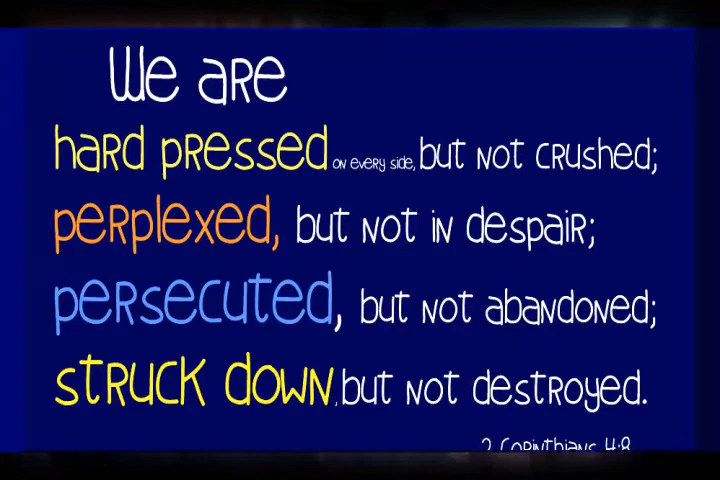 We are
hard pressed on every side, but not crushed;
perplexed, but not in despair;
persecuted, but not abandoned;
struck down, but not destroyed.
2 Corinthians 4:8